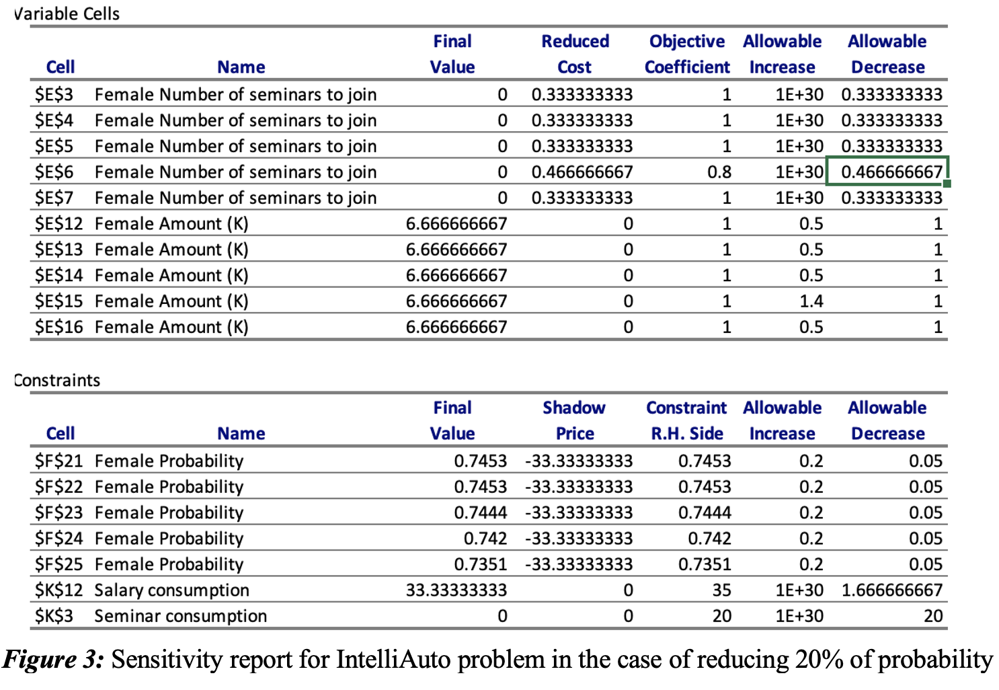 Variable Cells
Final Reduced Objective Allowable Allowable
Cell Name Value Cost Coefficient Increase Decrease
$E$3 Female Number of seminars to join 0 0.333333333 1 1E+30 0.333333333
$E$4 Female Number of seminars to join 0 0.333333333 1 1E+30 0.333333333
$E$5 Female Number of seminars to join 0 0.333333333 1 1E+30 0.333333333
$E$6 Female Number of seminars to join 0 0.466666667 0.8 1E+30 0.466666667
$E$7 Female Number of seminars to join 0 0.333333333 1 1E+30 0.333333333
$E$12 Female Amount (K) 6.666666667 0 1 0.5 1
$E$13 Female Amount (K) 6.666666667 0 1 0.5 1
$E$14 Female Amount (K) 6.666666667 0 1 0.5 1
$E$15 Female Amount (K) 6.666666667 0 1 1.4 1
$E$16 Female Amount (K) 6.666666667 0 1 0.5 1
Constraints
Final Shadow Constraint Allowable Allowable
Cell Name Value Price R.H. Side Increase Decrease
$F$21 Female Probability 0.7453 -33.33333333 0.7453 0.2 0.05
$F$22 Female Probability 0.7453 -33.33333333 0.7453 0.2 0.05
$F$23 Female Probability 0.7444 -33.33333333 0.7444 0.2 0.05
$F$24 Female Probability 0.742 -33.33333333 0.742 0.2 0.05
$F$25 Female Probability 0.7351 -33.33333333 0.7351 0.2 0.05
$K$12 Salary consumption 33.33333333 0 35 1E+30 1.666666667
$K$3 Seminar consumption 0 0 20 1E+30 20
Figure 3: Sensitivity report for IntelliAuto problem in the case of reducing 20% of probability